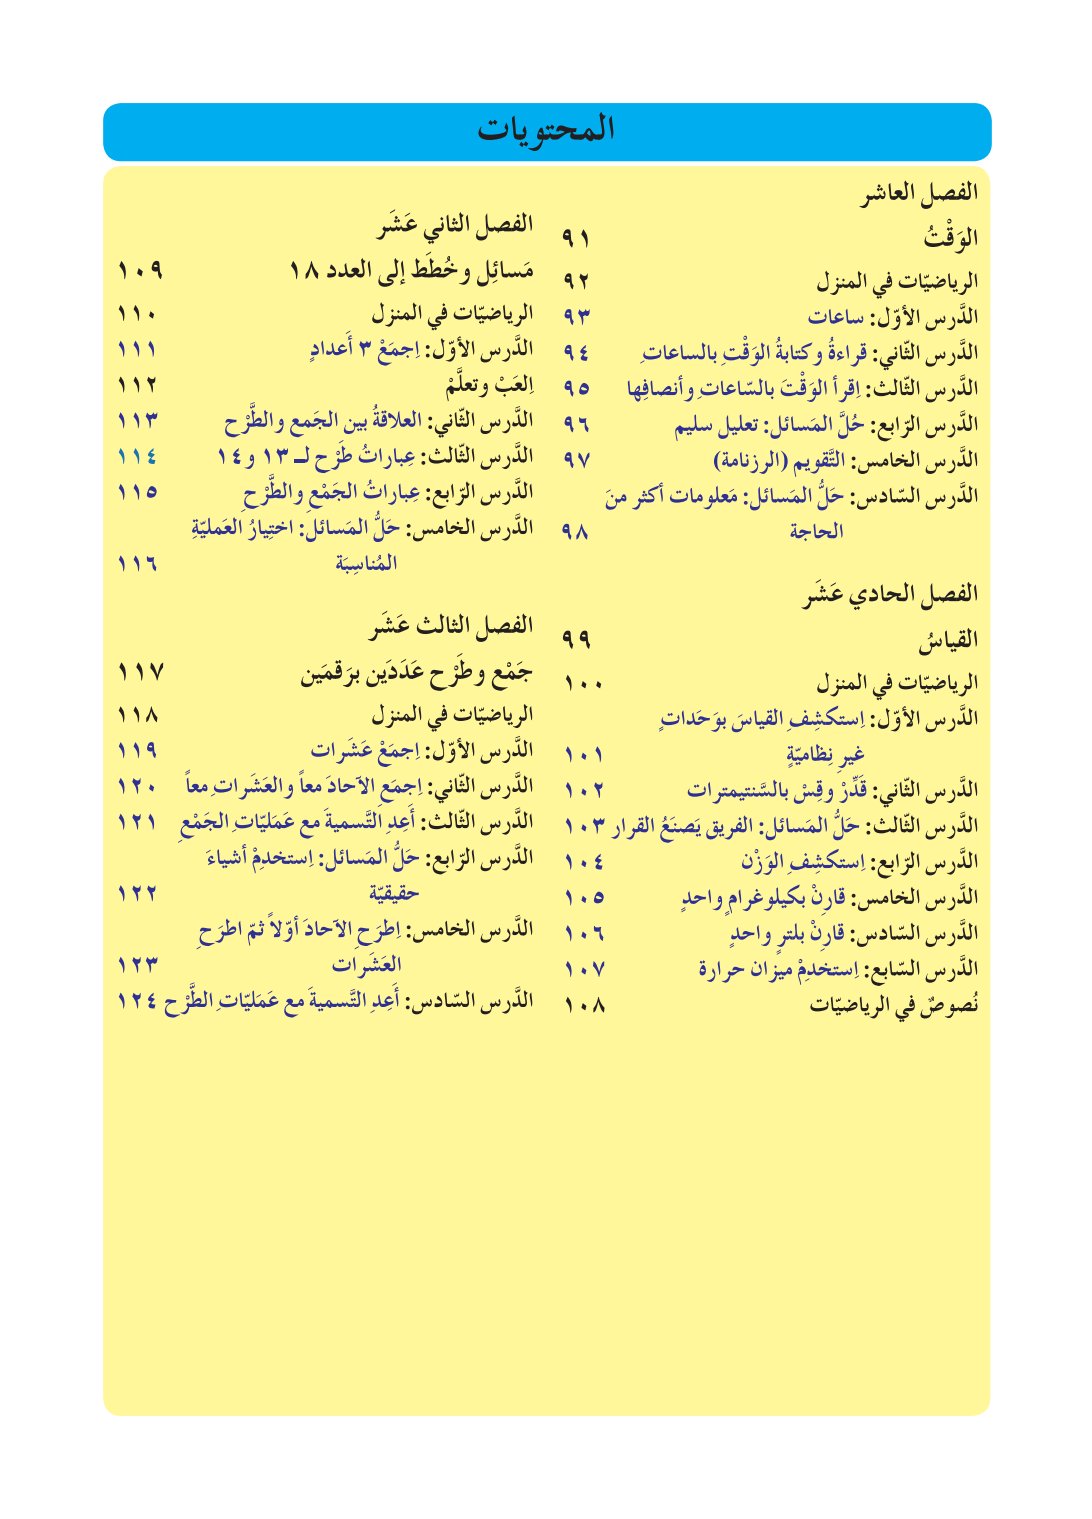 المحتويات
الفصل العاشر
الوَقْتُ ٩١
الرياضيّات في المنزل ٩٢
الدَّرس الأوّل: ساعات ٩٣
الدَّرس الثّاني: قراءةُ وكتابةُ الوَقْتِ بالساعاتِ ٩٤
الدَّرس الثّالث: اِقرأ الوَقْتَ بالسّاعاتِ وأنصافِها ٩٥
الدَّرس الرّابع: حُلَّ المَسائل: تعليل سليم ٩٦
الدَّرس الخامس: التَّقويم (الرزنامة) ٩٧
الدَّرس السّادس: حَلُّ المَسائل: مَعلومات أكثر منَ
الحاجة ٩٨
الفصل الحادي عَشَر
القياسُ ٩٩
الرياضيّات في المنزل ١٠٠
الدَّرس الأوّل: اِستكشِفِ القياسَ بوَحَداتٍ
غيرِ نِظاميّةٍ ١٠١
الدَّرس الثّاني: قَدِّرْ وقِسْ بالسَّنتيمترات ١٠٢
الدَّرس الثّالث: حَلُّ المَسائل: الفريق يَصنَعُ القرار ١٠٣
الدَّرس الرّابع: اِستكشِفِ الوَزْن ١٠٤
الدَّرس الخامس: قارِنْ بكيلوغرامٍ واحدٍ ١٠٥
الدَّرس السّادس: قارِنْ بلترٍ واحدٍ ١٠٦
الدَّرس السّابع: اِستخدِمْ ميزان حرارة ١٠٧
نُصوصٌ في الرياضيّات ١٠٨
الفصل الثاني عَشَر
مَسائِل وخُطَط إلى العدد ١٨ ١٠٩
الرياضيّات في المنزل ١١٠
الدَّرس الأوّل: اِجمَعْ ٣ أَعدادٍ ١١١
اِلعَبْ وتعلَّمْ ١١٢
الدَّرس الثّاني: العلاقةُ بين الجَمع والطَّرْح ١١٣
الدَّرس الثّالث: عِباراتُ طَرْح لـ ١٣ و١٤ ١١٤
الدَّرس الرّابع: عِباراتُ الجَمْعِ والطَّرْحِ ١١٥
الدَّرس الخامس: حَلُّ المَسائل: اختِيارُ العَمليّةِ
المُناسِبَة ١١٦
الفصل الثالث عَشَر
جَمْع وطَرْح عَدَدَين برَقمَين ١١٧
الرياضيّات في المنزل ١١٨
الدَّرس الأوّل: اِجمَعْ عَشَرات ١١٩
الدَّرس الثّاني: اِجمَعِ الآحادَ معاً والعَشَراتِ معاً ١٢٠
الدَّرس الثّالث: أَعِدِ التَّسميةَ مع عَمَليّاتِ الجَمْعِ ١٢١
الدَّرس الرّابع: حَلُّ المَسائل: اِستخدِمْ أشياءَ
حقيقيّة ١٢٢
الدَّرس الخامس: اِطرَحِ الآحادَ أوّلاً ثمّ اطرَحِ
العَشَرات ١٢٣
الدَّرس السّادس: أَعِدِ التَّسميةَ مع عَمَليّاتِ الطَّرْح ١٢٤